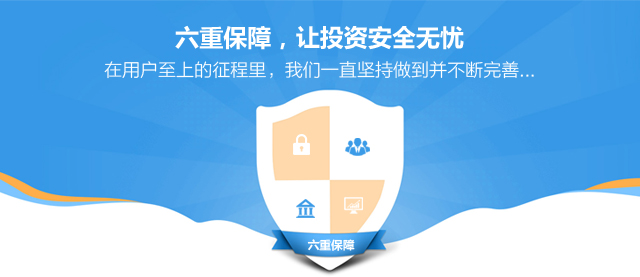 六重保障，让投资安全无忧
在用户至上的征程里，我们一直坚持做到并不断完善...
六重保障